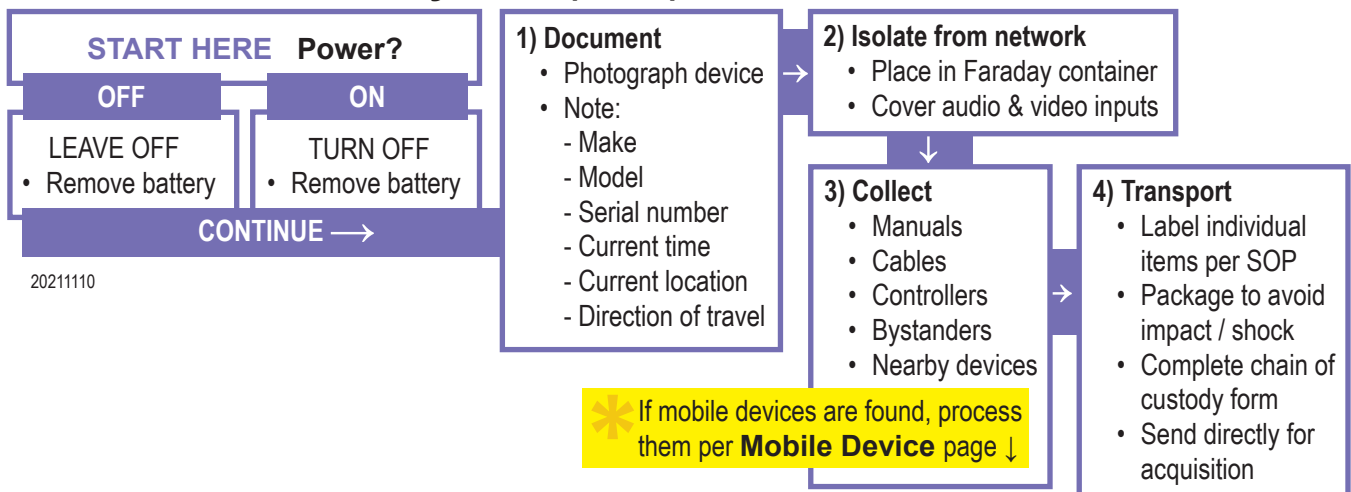 START HERE Power?
OFF
LEAVE OFF
• Remove battery
ON
TURN OFF
• Remove battery
CONTINUE →
20211110
1) Document
• Photograph device
• Note:
- Make
- Model
- Serial number
- Current time
- Current location
- Direction of travel
→
2) Isolate from network
• Place in Faraday container
• Cover audio & video inputs
↓
3) Collect
• Manuals
• Cables
• Controllers
• Bystanders
• Nearby devices
* If mobile devices are found, process
them per Mobile Device page ↓
→
4) Transport
• Label individual
items per SOP
• Package to avoid
impact / shock
• Complete chain of
custody form
• Send directly for
acquisition